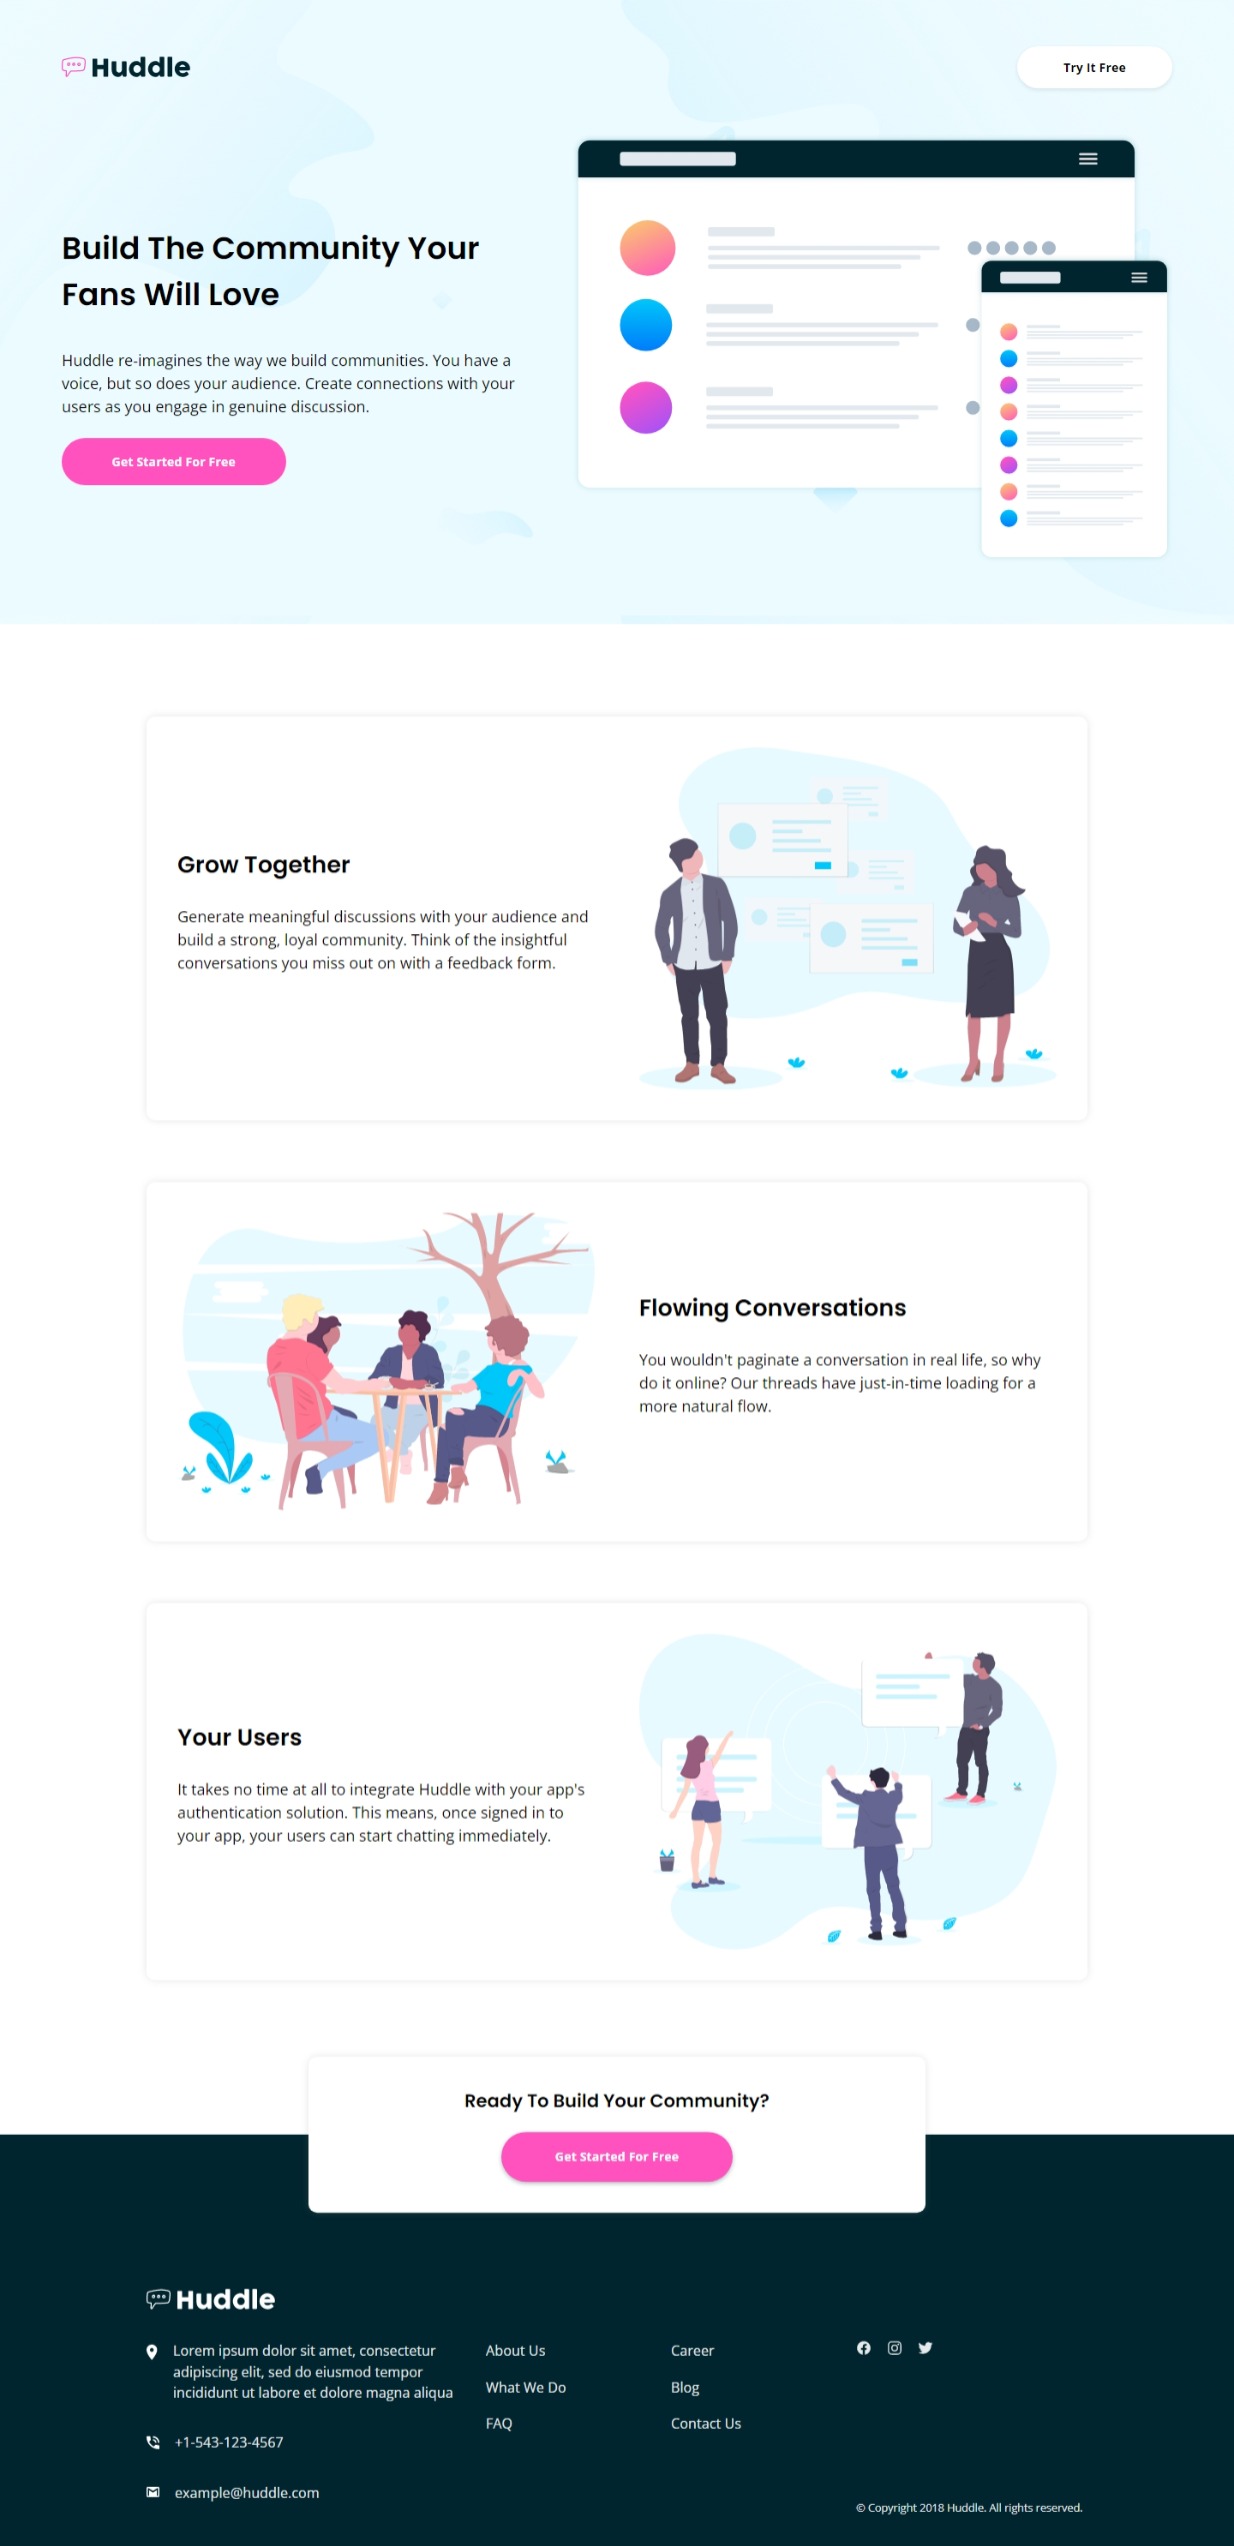 Huddle
Try It Free
Build The Community Your
Fans Will Love
Huddle re-imagines the way we build communities. You have a
voice, but so does your audience. Create connections with your
users as you engage in genuine discussion.
Get Started For Free
Grow Together
Generate meaningful discussions with your audience and
build a strong, loyal community. Think of the insightful
conversations you miss out on with a feedback form.
Flowing Conversations
You wouldn't paginate a conversation in real life, so why
do it online? Our threads have just-in-time loading for a
more natural flow.
Your Users
It takes no time at all to integrate Huddle with your app's
authentication solution. This means, once signed in to
your app, your users can start chatting immediately.
Ready To Build Your Community?
Get Started For Free
Huddle
Lorem ipsum dolor sit amet, consectetur
adipiscing elit, sed do eiusmod tempor
incididunt ut labore et dolore magna aliqua
+1-543-123-4567
example@huddle.com
About Us
What We Do
FAQ
Career
Blog
Contact Us
© Copyright 2018 Huddle. All rights reserved.